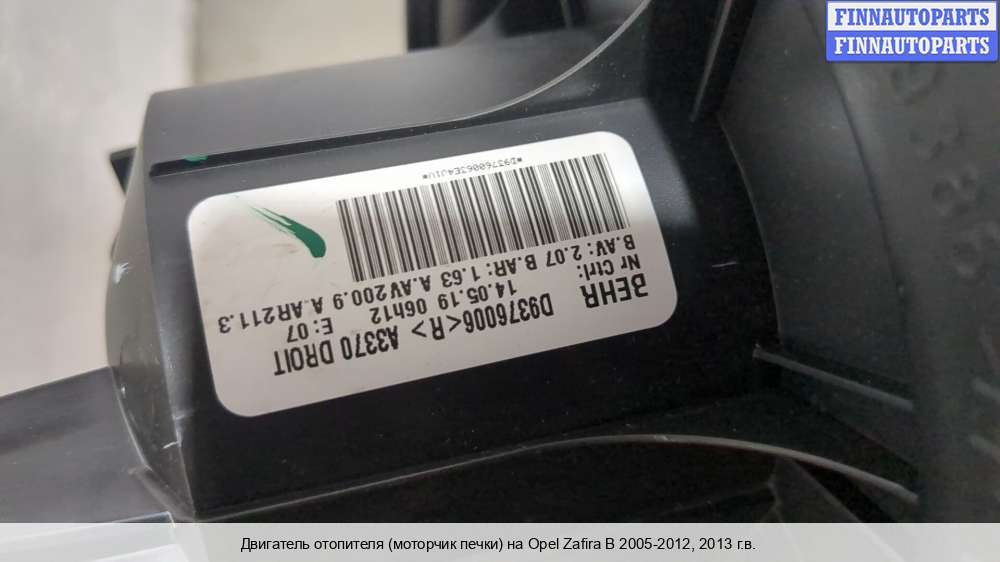 FINNAUTOPARTS
FINNAUTOPARTS
D9376006<R> A3370 DROIT
BEHR 14.05.19 06h12 E: 07
Nr Ctrl:
B.AV: 2.07 B.AR: 1.63 A.AV200.9 A.AR211.3
*D93760063E4J1U*
Двигатель отопителя (моторчик печки) на Opel Zafira B 2005-2012, 2013 г.в.